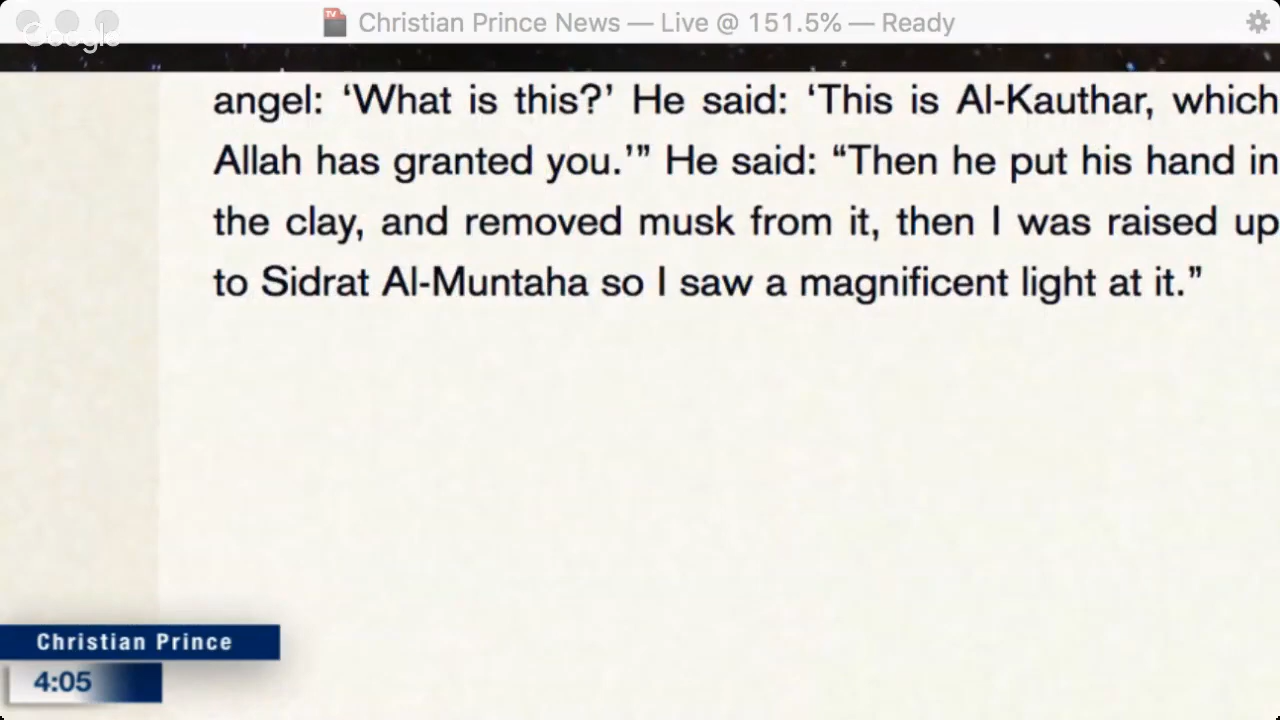 Google
TV
Christian Prince News — Live @ 151.5% — Ready
angel: ‘What is this?’ He said: ‘This is Al-Kauthar, which
Allah has granted you.’” He said: “Then he put his hand in
the clay, and removed musk from it, then I was raised up
to Sidrat Al-Muntaha so I saw a magnificent light at it.”
Christian Prince
4:05